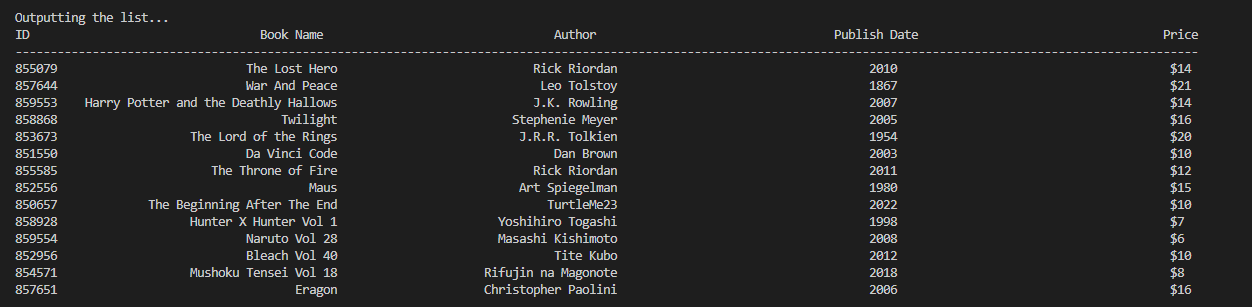 Outputting the list...
ID Book Name Author Publish Date Price
--------------------------------------------------------------------------------------------------------------------------------------------------------------------------
855079 The Lost Hero Rick Riordan 2010 $14
857644 War And Peace Leo Tolstoy 1867 $21
859553 Harry Potter and the Deathly Hallows J.K. Rowling 2007 $14
858868 Twilight Stephenie Meyer 2005 $16
853673 The Lord of the Rings J.R.R. Tolkien 1954 $20
851550 Da Vinci Code Dan Brown 2003 $10
855585 The Throne of Fire Rick Riordan 2011 $12
852556 Maus Art Spiegelman 1980 $15
850657 The Beginning After The End TurtleMe23 2022 $10
858928 Hunter X Hunter Vol 1 Yoshihiro Togashi 1998 $7
859554 Naruto Vol 28 Masashi Kishimoto 2008 $6
852956 Bleach Vol 40 Tite Kubo 2012 $10
854571 Mushoku Tensei Vol 18 Rifujin na Magonote 2018 $8
857651 Eragon Christopher Paolini 2006 $16